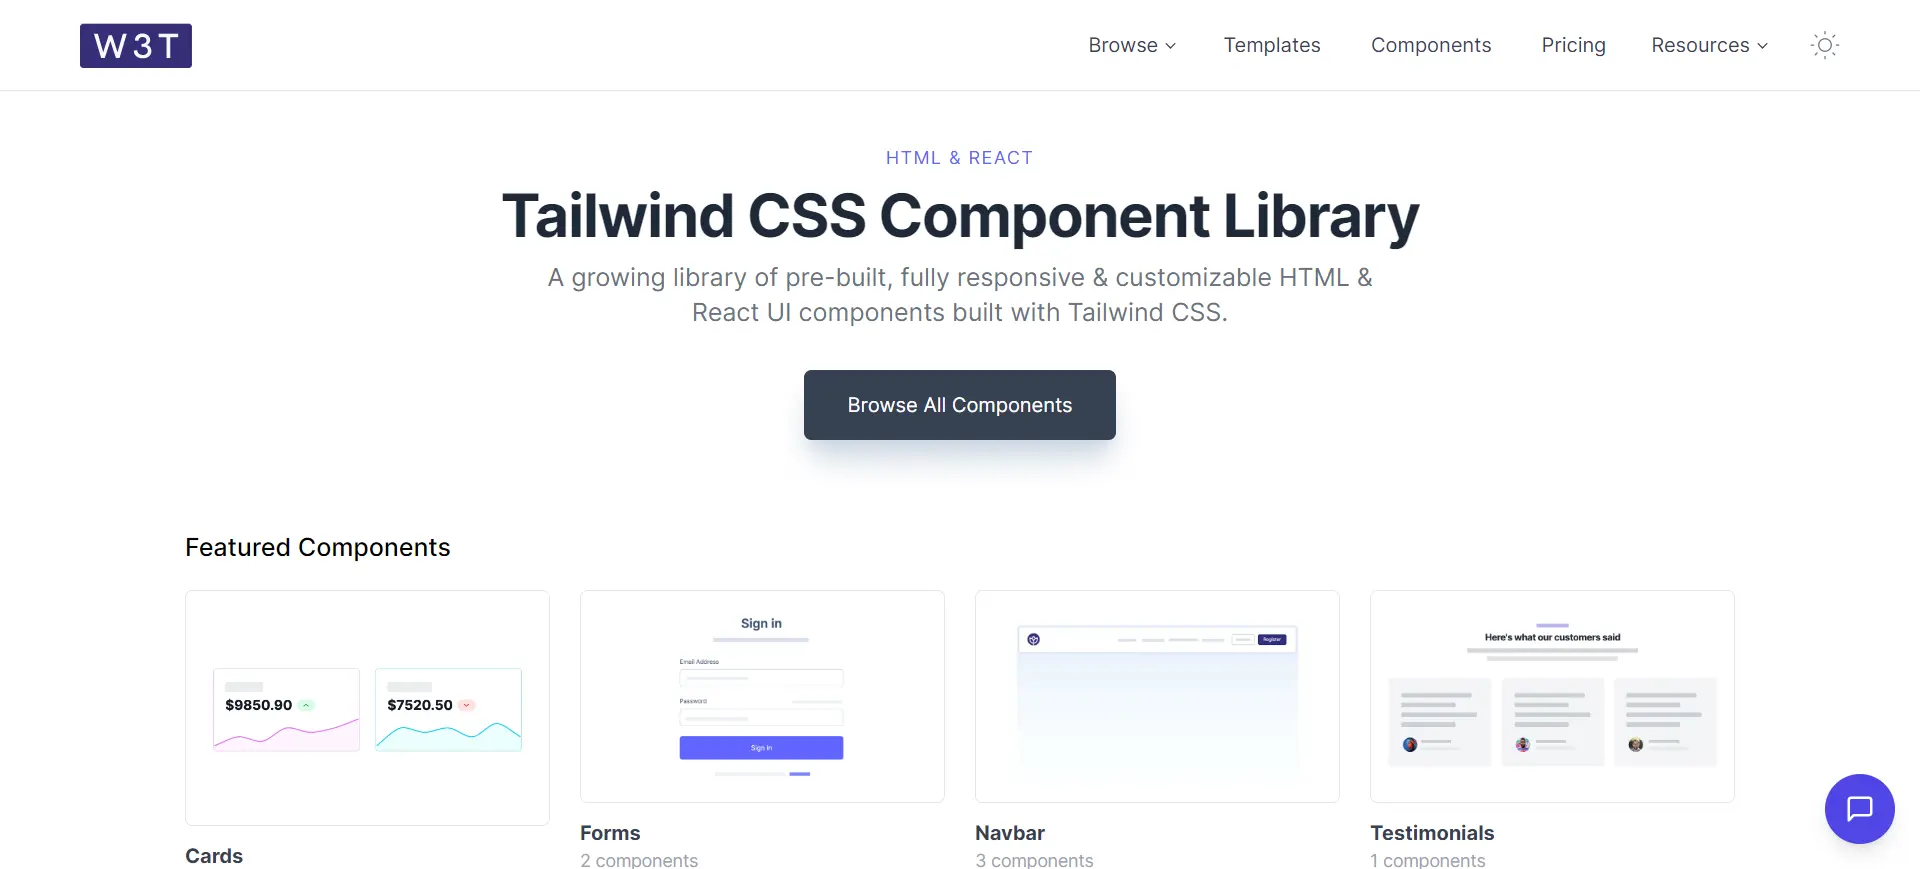 W3T
Browse
Templates
Components
Pricing
Resources
HTML & REACT
Tailwind CSS Component Library
A growing library of pre-built, fully responsive & customizable HTML &
React UI components built with Tailwind CSS.
Browse All Components
Featured Components
$9850.90
$7520.50
Cards
Sign in
Email Address
Password
Sign in
Forms
2 components
Register
Navbar
3 components
Here's what our customers said
Testimonials
1 components